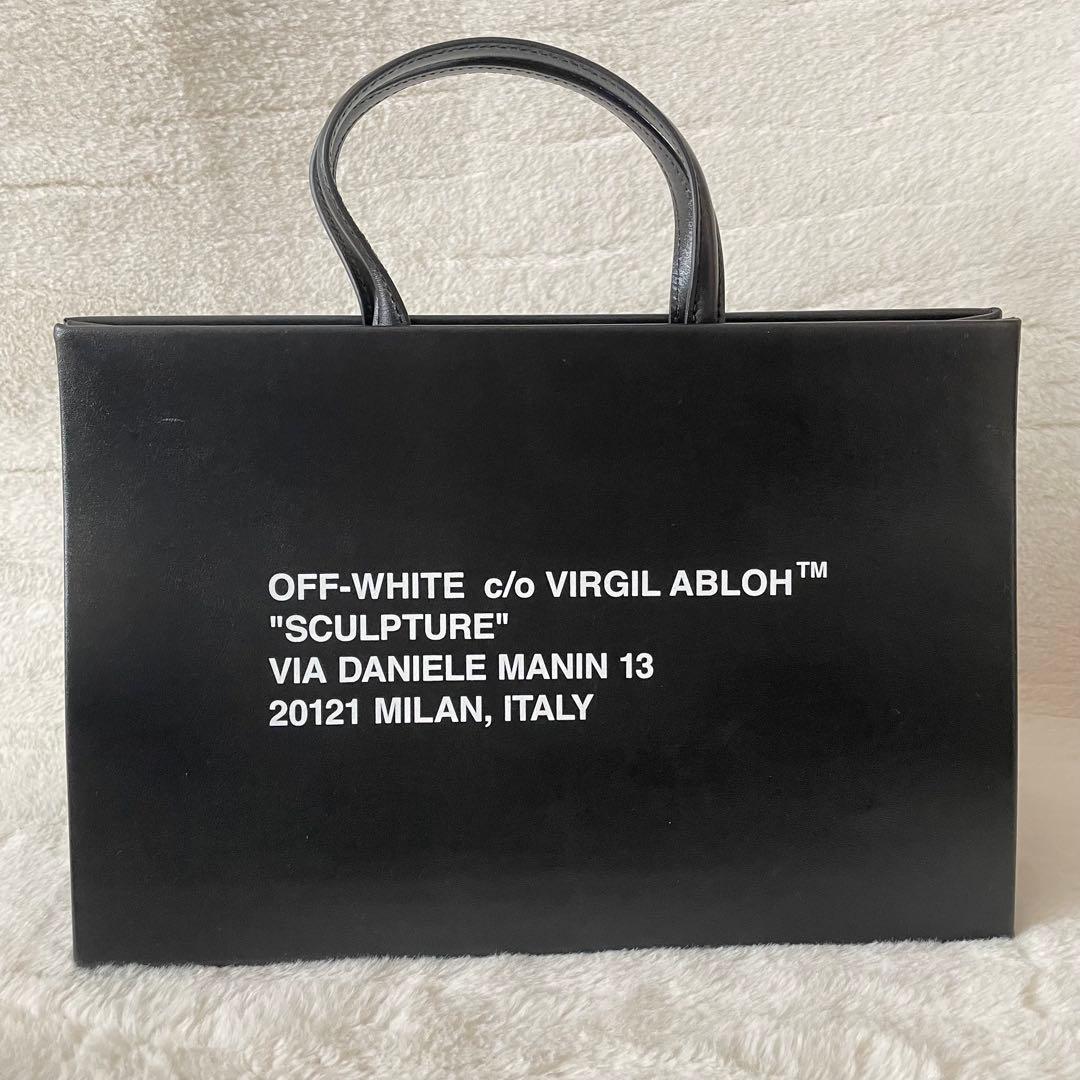 OFF-WHITE c/o VIRGIL ABLOH™
"SCULPTURE"
VIA DANIELE MANIN 13
20121 MILAN, ITALY